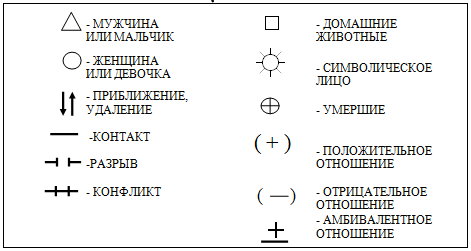 - МУЖЧИНА
ИЛИ МАЛЬЧИК
- ЖЕНЩИНА
ИЛИ ДЕВОЧКА
- ПРИБЛИЖЕНИЕ,
УДАЛЕНИЕ
-КОНТАКТ
-РАЗРЫВ
- КОНФЛИКТ
- ДОМАШНИЕ
ЖИВОТНЫЕ
- СИМВОЛИЧЕСКОЕ
ЛИЦО
- УМЕРШИЕ
(+)
- ПОЛОЖИТЕЛЬНОЕ
ОТНОШЕНИЕ
(—)
- ОТРИЦАТЕЛЬНОЕ
ОТНОШЕНИЕ
- АМБИВАЛЕНТНОЕ
ОТНОШЕНИЕ